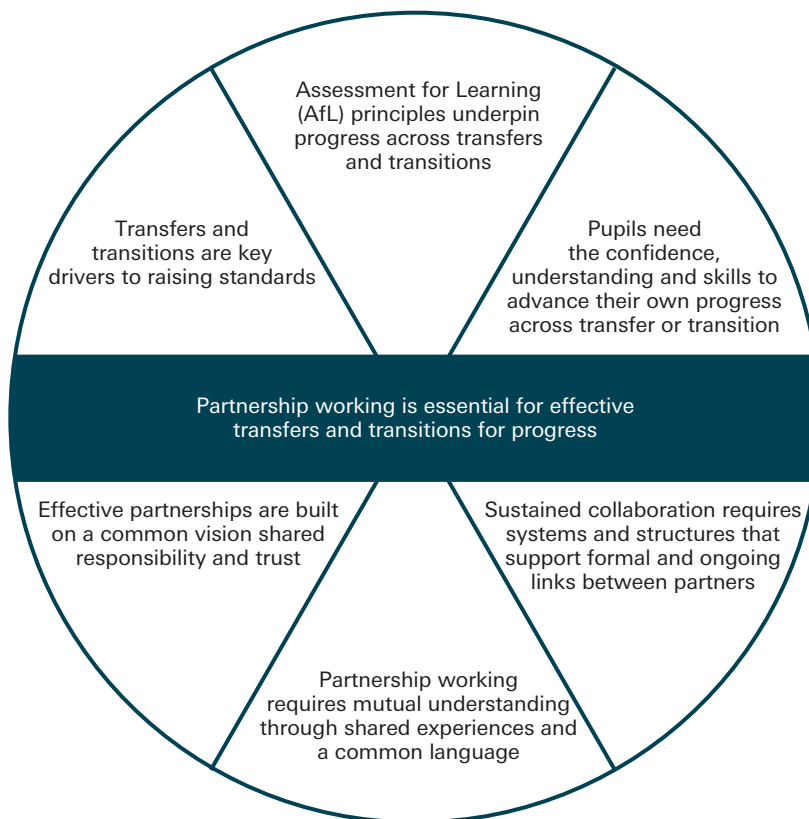 Assessment for Learning
(AfL) principles underpin
progress across transfers
and transitions
Transfers and
transitions are key
drivers to raising standards
Pupils need
the confidence,
understanding and skills to
advance their own progress
across transfer or transition
Partnership working is essential for effective
transfers and transitions for progress
Effective partnerships are built
on a common vision shared
responsibility and trust
Sustained collaboration requires
systems and structures that
support formal and ongoing
links between partners
Partnership working
requires mutual understanding
through shared experiences and
a common language